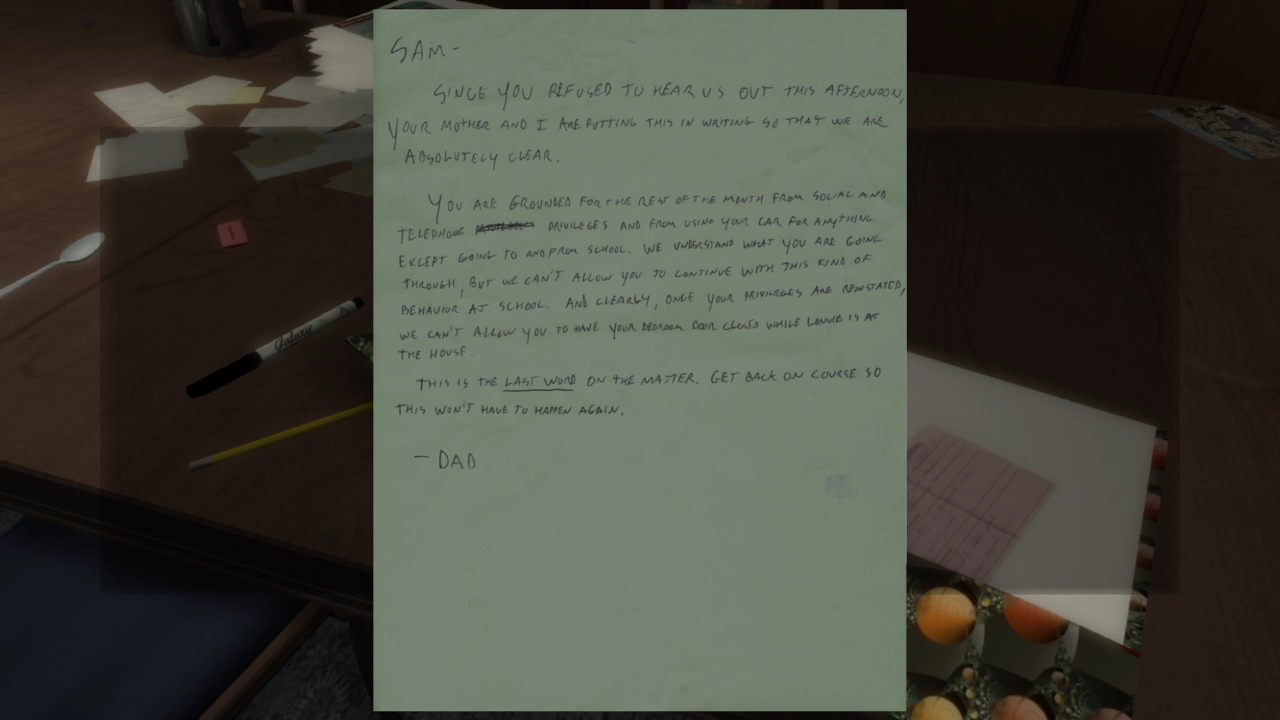 SAM-
SINCE YOU REFUSED TO HEAR US OUT THIS AFTERNOON,
YOUR MOTHER AND I ARE PUTTING THIS IN WRITING SO THAT WE ARE
ABSOLUTELY CLEAR.
YOU ARE GROUNDED FOR THE REST OF THE MONTH FROM SOCIAL AND
TELEPHONE PRIVILEGES AND FROM USING YOUR CAR FOR ANYTHING
EXCEPT GOING TO AND FROM SCHOOL. WE UNDERSTAND WHAT YOU ARE GOING
THROUGH, BUT WE CAN'T ALLOW YOU TO CONTINUE WITH THIS KIND OF
BEHAVIOR AT SCHOOL. AND CLEARLY, ONCE YOUR PRIVILEGES ARE REINSTATED,
WE CAN'T ALLOW YOU TO HAVE YOUR BEDROOM DOOR CLOSED WHILE LONNIE IS AT
THE HOUSE.
THIS IS THE LAST WORD ON THE MATTER. GET BACK ON COURSE SO
THIS WON'T HAVE TO HAPPEN AGAIN.
- DAD